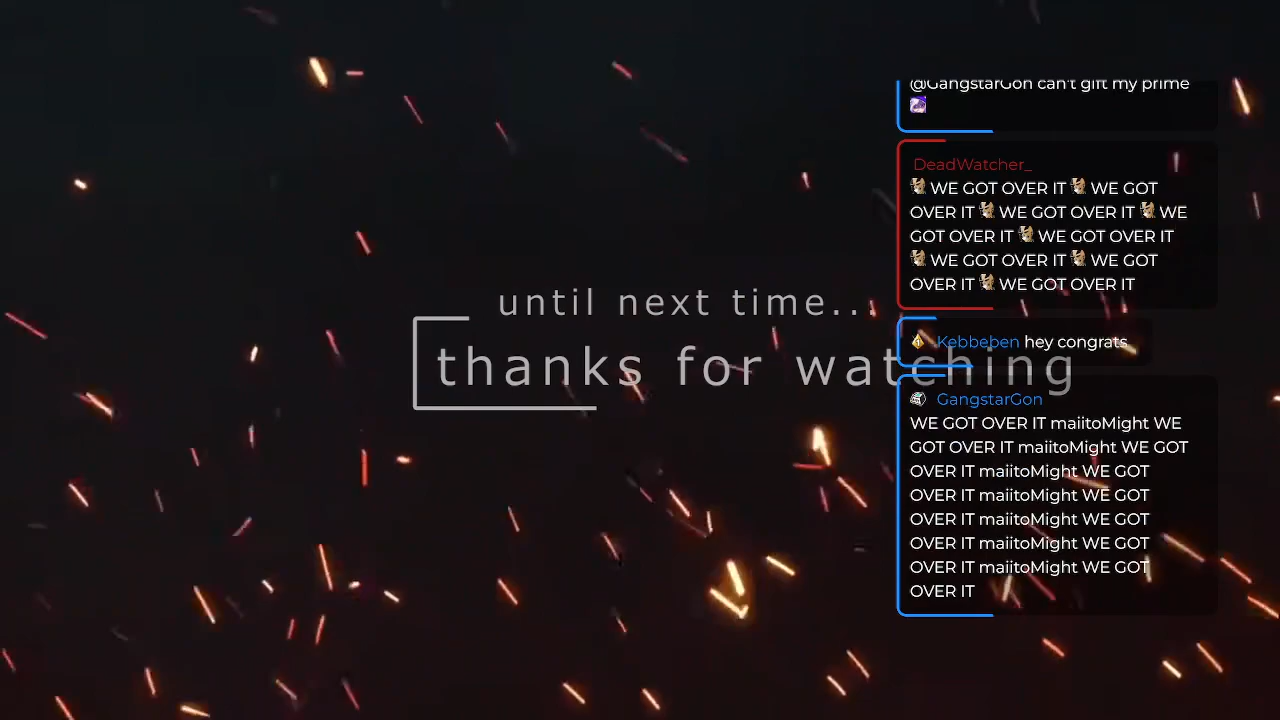 @GangstarGon can't gift my prime
DeadWatcher_
WE GOT OVER IT WE GOT
OVER IT WE GOT OVER IT WE
GOT OVER IT WE GOT OVER IT
WE GOT OVER IT WE GOT
OVER IT WE GOT OVER IT
until next time...
thanks for watching
Kebbeben hey congrats
GangstarGon
WE GOT OVER IT maiitoMight WE
GOT OVER IT maiitoMight WE GOT
OVER IT maiitoMight WE GOT
OVER IT maiitoMight WE GOT
OVER IT maiitoMight WE GOT
OVER IT maiitoMight WE GOT
OVER IT maiitoMight WE GOT
OVER IT